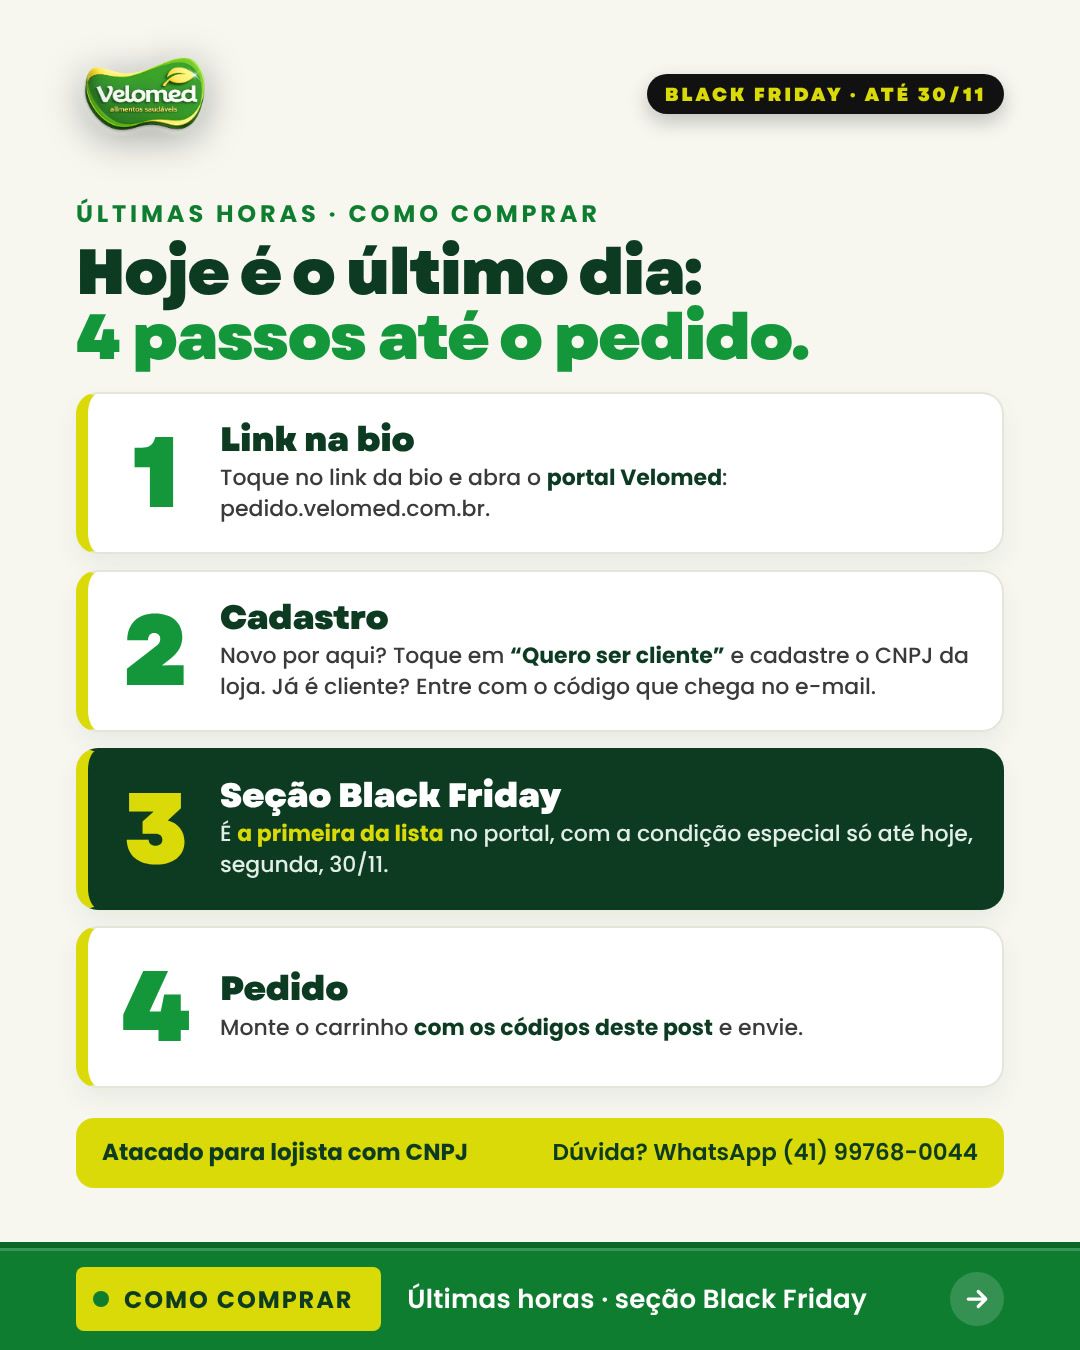 Velomed
alimentos saudáveis
BLACK FRIDAY · ATÉ 30/11
ÚLTIMAS HORAS · COMO COMPRAR
Hoje é o último dia:
4 passos até o pedido.
1
Link na bio
Toque no link da bio e abra o portal Velomed:
pedido.velomed.com.br.
2
Cadastro
Novo por aqui? Toque em “Quero ser cliente” e cadastre o CNPJ da
loja. Já é cliente? Entre com o código que chega no e-mail.
3
Seção Black Friday
É a primeira da lista no portal, com a condição especial só até hoje,
segunda, 30/11.
4
Pedido
Monte o carrinho com os códigos deste post e envie.
Atacado para lojista com CNPJ
Dúvida? WhatsApp (41) 99768-0044
COMO COMPRAR
Últimas horas · seção Black Friday